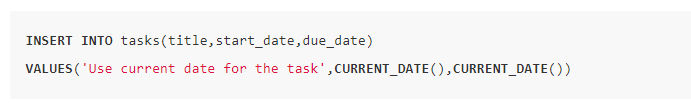 INSERT INTO tasks(title,start_date,due_date)
VALUES('Use current date for the task',CURRENT_DATE(),CURRENT_DATE())